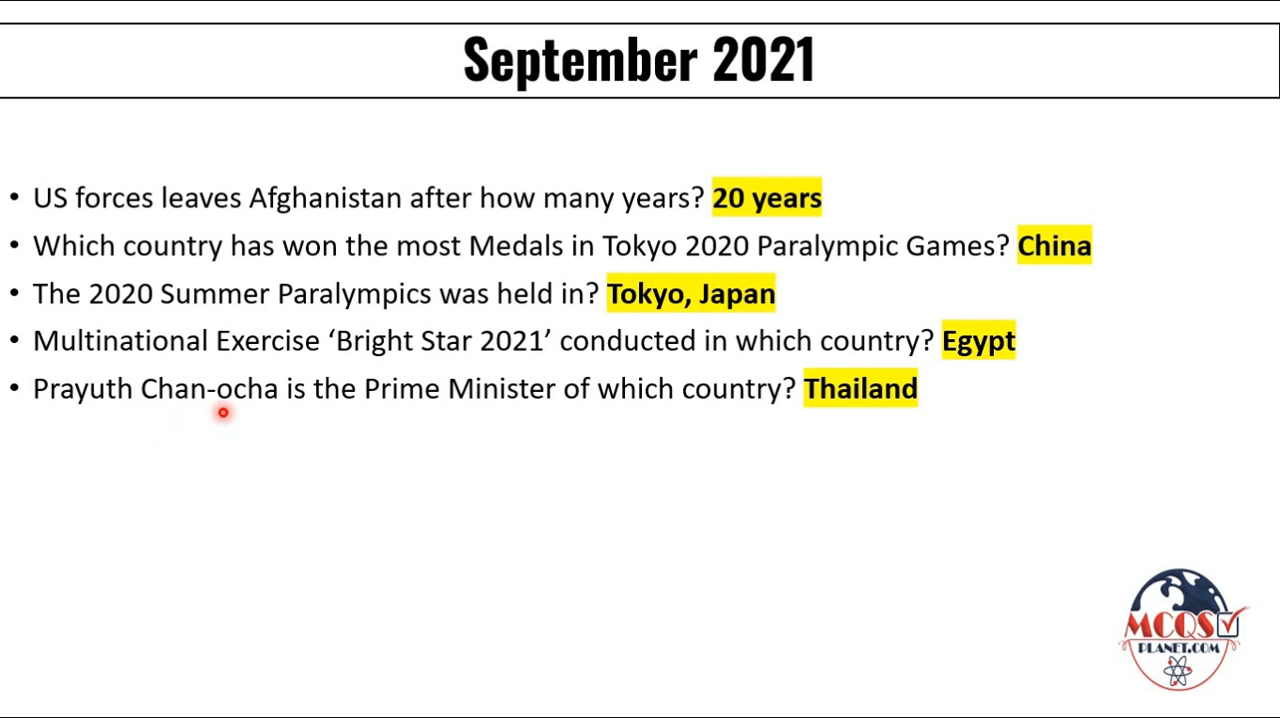 September 2021
• US forces leaves Afghanistan after how many years? 20 years
• Which country has won the most Medals in Tokyo 2020 Paralympic Games? China
• The 2020 Summer Paralympics was held in? Tokyo, Japan
• Multinational Exercise ‘Bright Star 2021’ conducted in which country? Egypt
• Prayuth Chan-ocha is the Prime Minister of which country? Thailand
MCQS
PLANET.COM